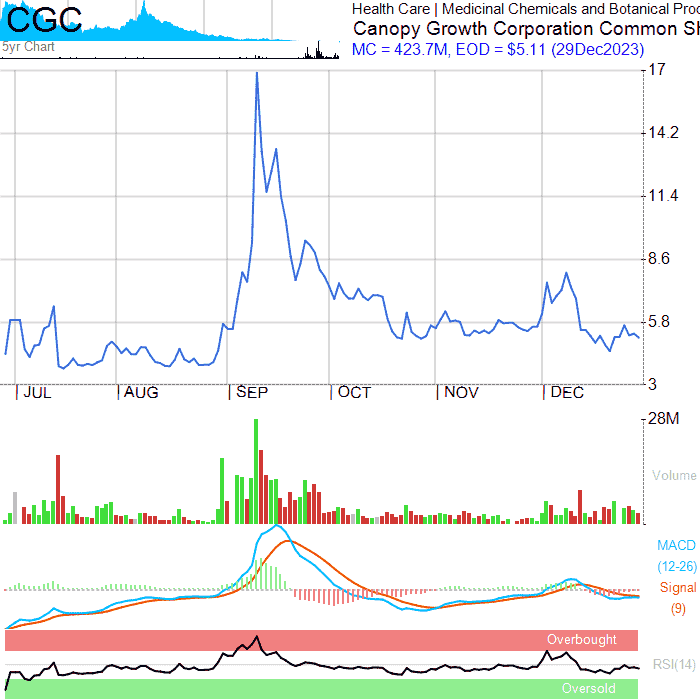 CGC
5yr Chart
Health Care | Medicinal Chemicals and Botanical Proc
Canopy Growth Corporation Common Sh
MC = 423.7M, EOD = $5.11 (29Dec2023)
17
14.2
11.4
8.6
5.8
3
JUL AUG SEP OCT NOV DEC
28M
Volume
MACD
(12-26)
Signal
(9)
Overbought
RSI(14)
Oversold